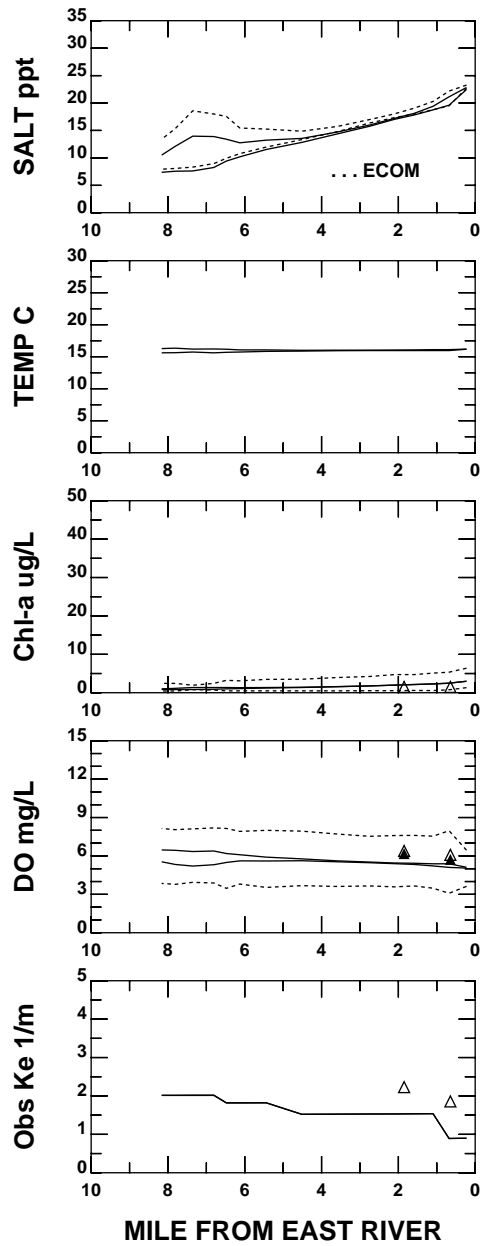 SALT ppt
35
30
25
20
15
10
5
0
. . . ECOM
10 8 6 4 2 0
TEMP C
30
25
20
15
10
5
0
10 8 6 4 2 0
Chl-a ug/L
50
40
30
20
10
0
10 8 6 4 2 0
DO mg/L
15
12
9
6
3
0
10 8 6 4 2 0
Obs Ke 1/m
5
4
3
2
1
0
10 8 6 4 2 0
MILE FROM EAST RIVER